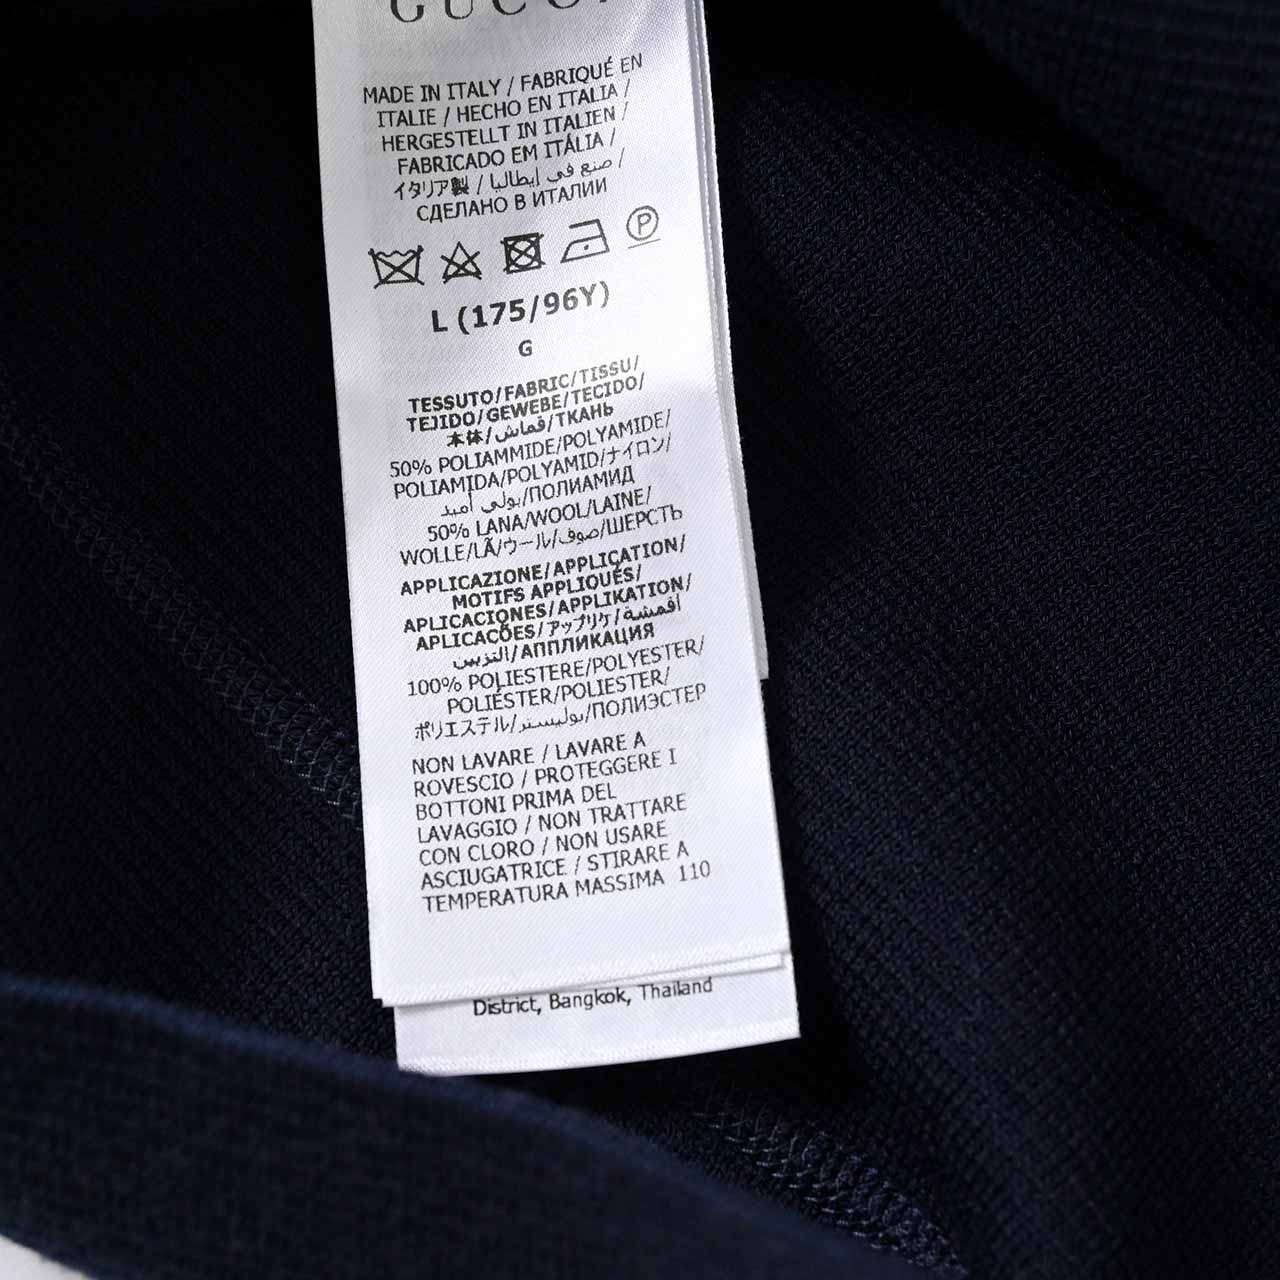 GUCCI
MADE IN ITALY / FABRIQUÉ EN
ITALIE / HECHO EN ITALIA /
HERGESTELLT IN ITALIEN /
FABRICADO EM ITÁLIA /
イタリア製 / صنع في إيطاليا /
СДЕЛАНО В ИТАЛИИ
P
L (175/96Y)
G
TESSUTO/FABRIC/TISSU/
TEJIDO/GEWEBE/TECIDO/
本体/قماش/ТКАНЬ
50% POLIAMMIDE/POLYAMIDE/
POLIAMIDA/POLYAMID/ナイロン/
بولي أميد/ПОЛИАМИД
50% LANA/WOOL/LAINE/
WOLLE/LÃ/ウール/صوف/ШЕРСТЬ
APPLICAZIONE/APPLICATION/
MOTIFS APPLIQUÉS/
APLICACIONES/APPLIKATION/
APLICAÇÕES/アップリケ/أقمشة
التزيين/АППЛИКАЦИЯ
100% POLIESTERE/POLYESTER/
POLIÉSTER/POLIESTER/
ポリエステル/بوليستر/ПОЛИЭСТЕР
NON LAVARE / LAVARE A
ROVESCIO / PROTEGGERE I
BOTTONI PRIMA DEL
LAVAGGIO / NON TRATTARE
CON CLORO / NON USARE
ASCIUGATRICE / STIRARE A
TEMPERATURA MASSIMA 110
District, Bangkok, Thailand